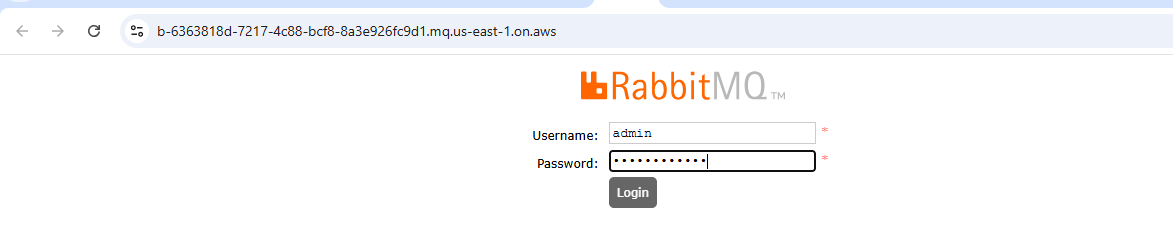 b-6363818d-7217-4c88-bcf8-8a3e926fc9d1.mq.us-east-1.on.aws
RabbitMQ TM
Username: admin *
Password: •••••••••••• *
Login